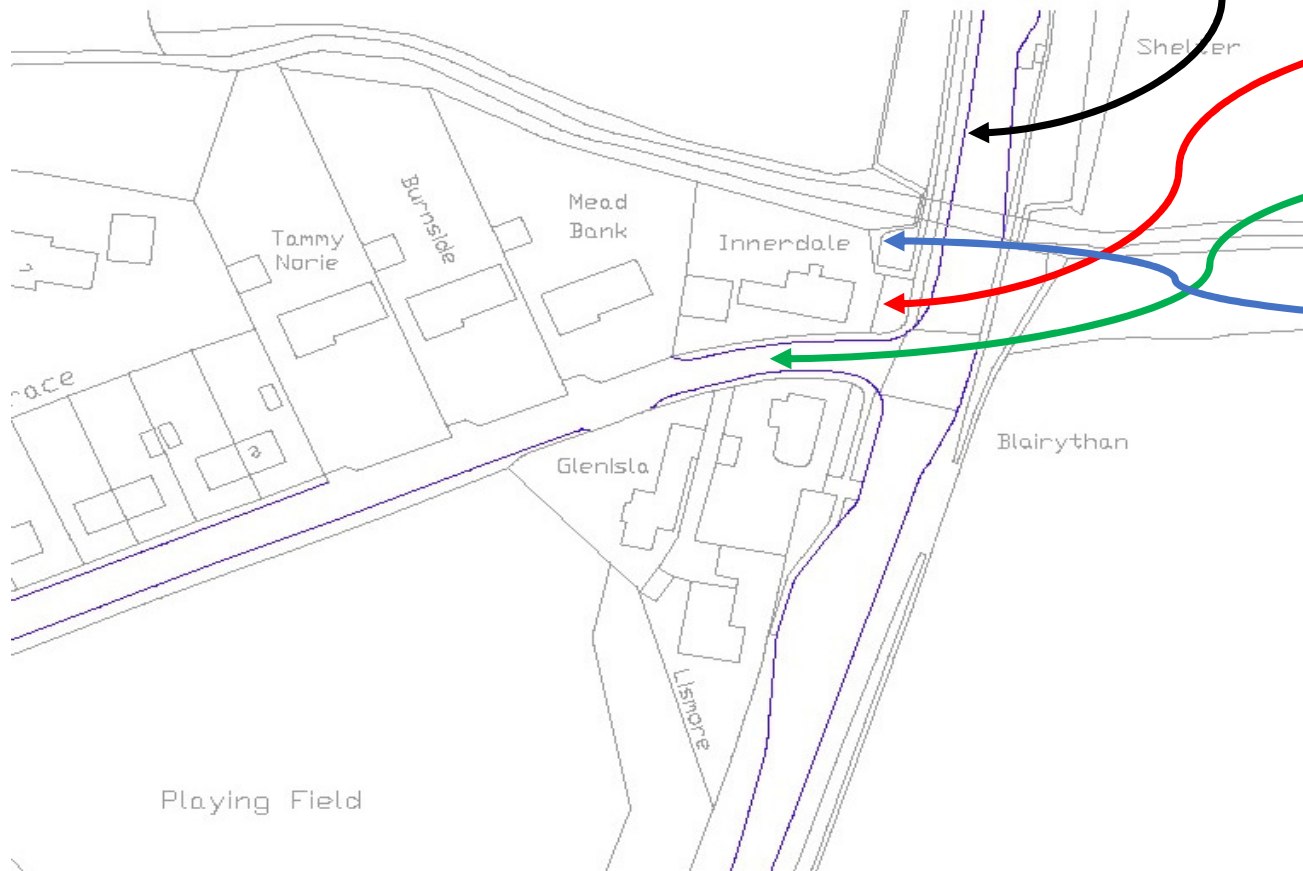 Shelter
Mead
Bank
Burnside
Innerdale
Tammy
Norie
race
Blairythan
GlenIsla
Lismore
Playing Field